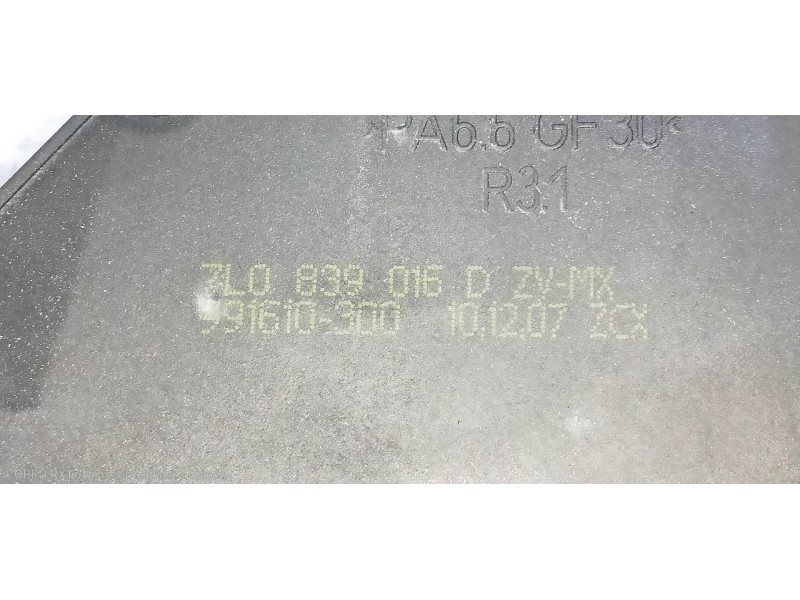 >PA6.6 GF30<
R3.1
7L0 839 016 D ZV-MX
991610-300 10.12.07 ZCX